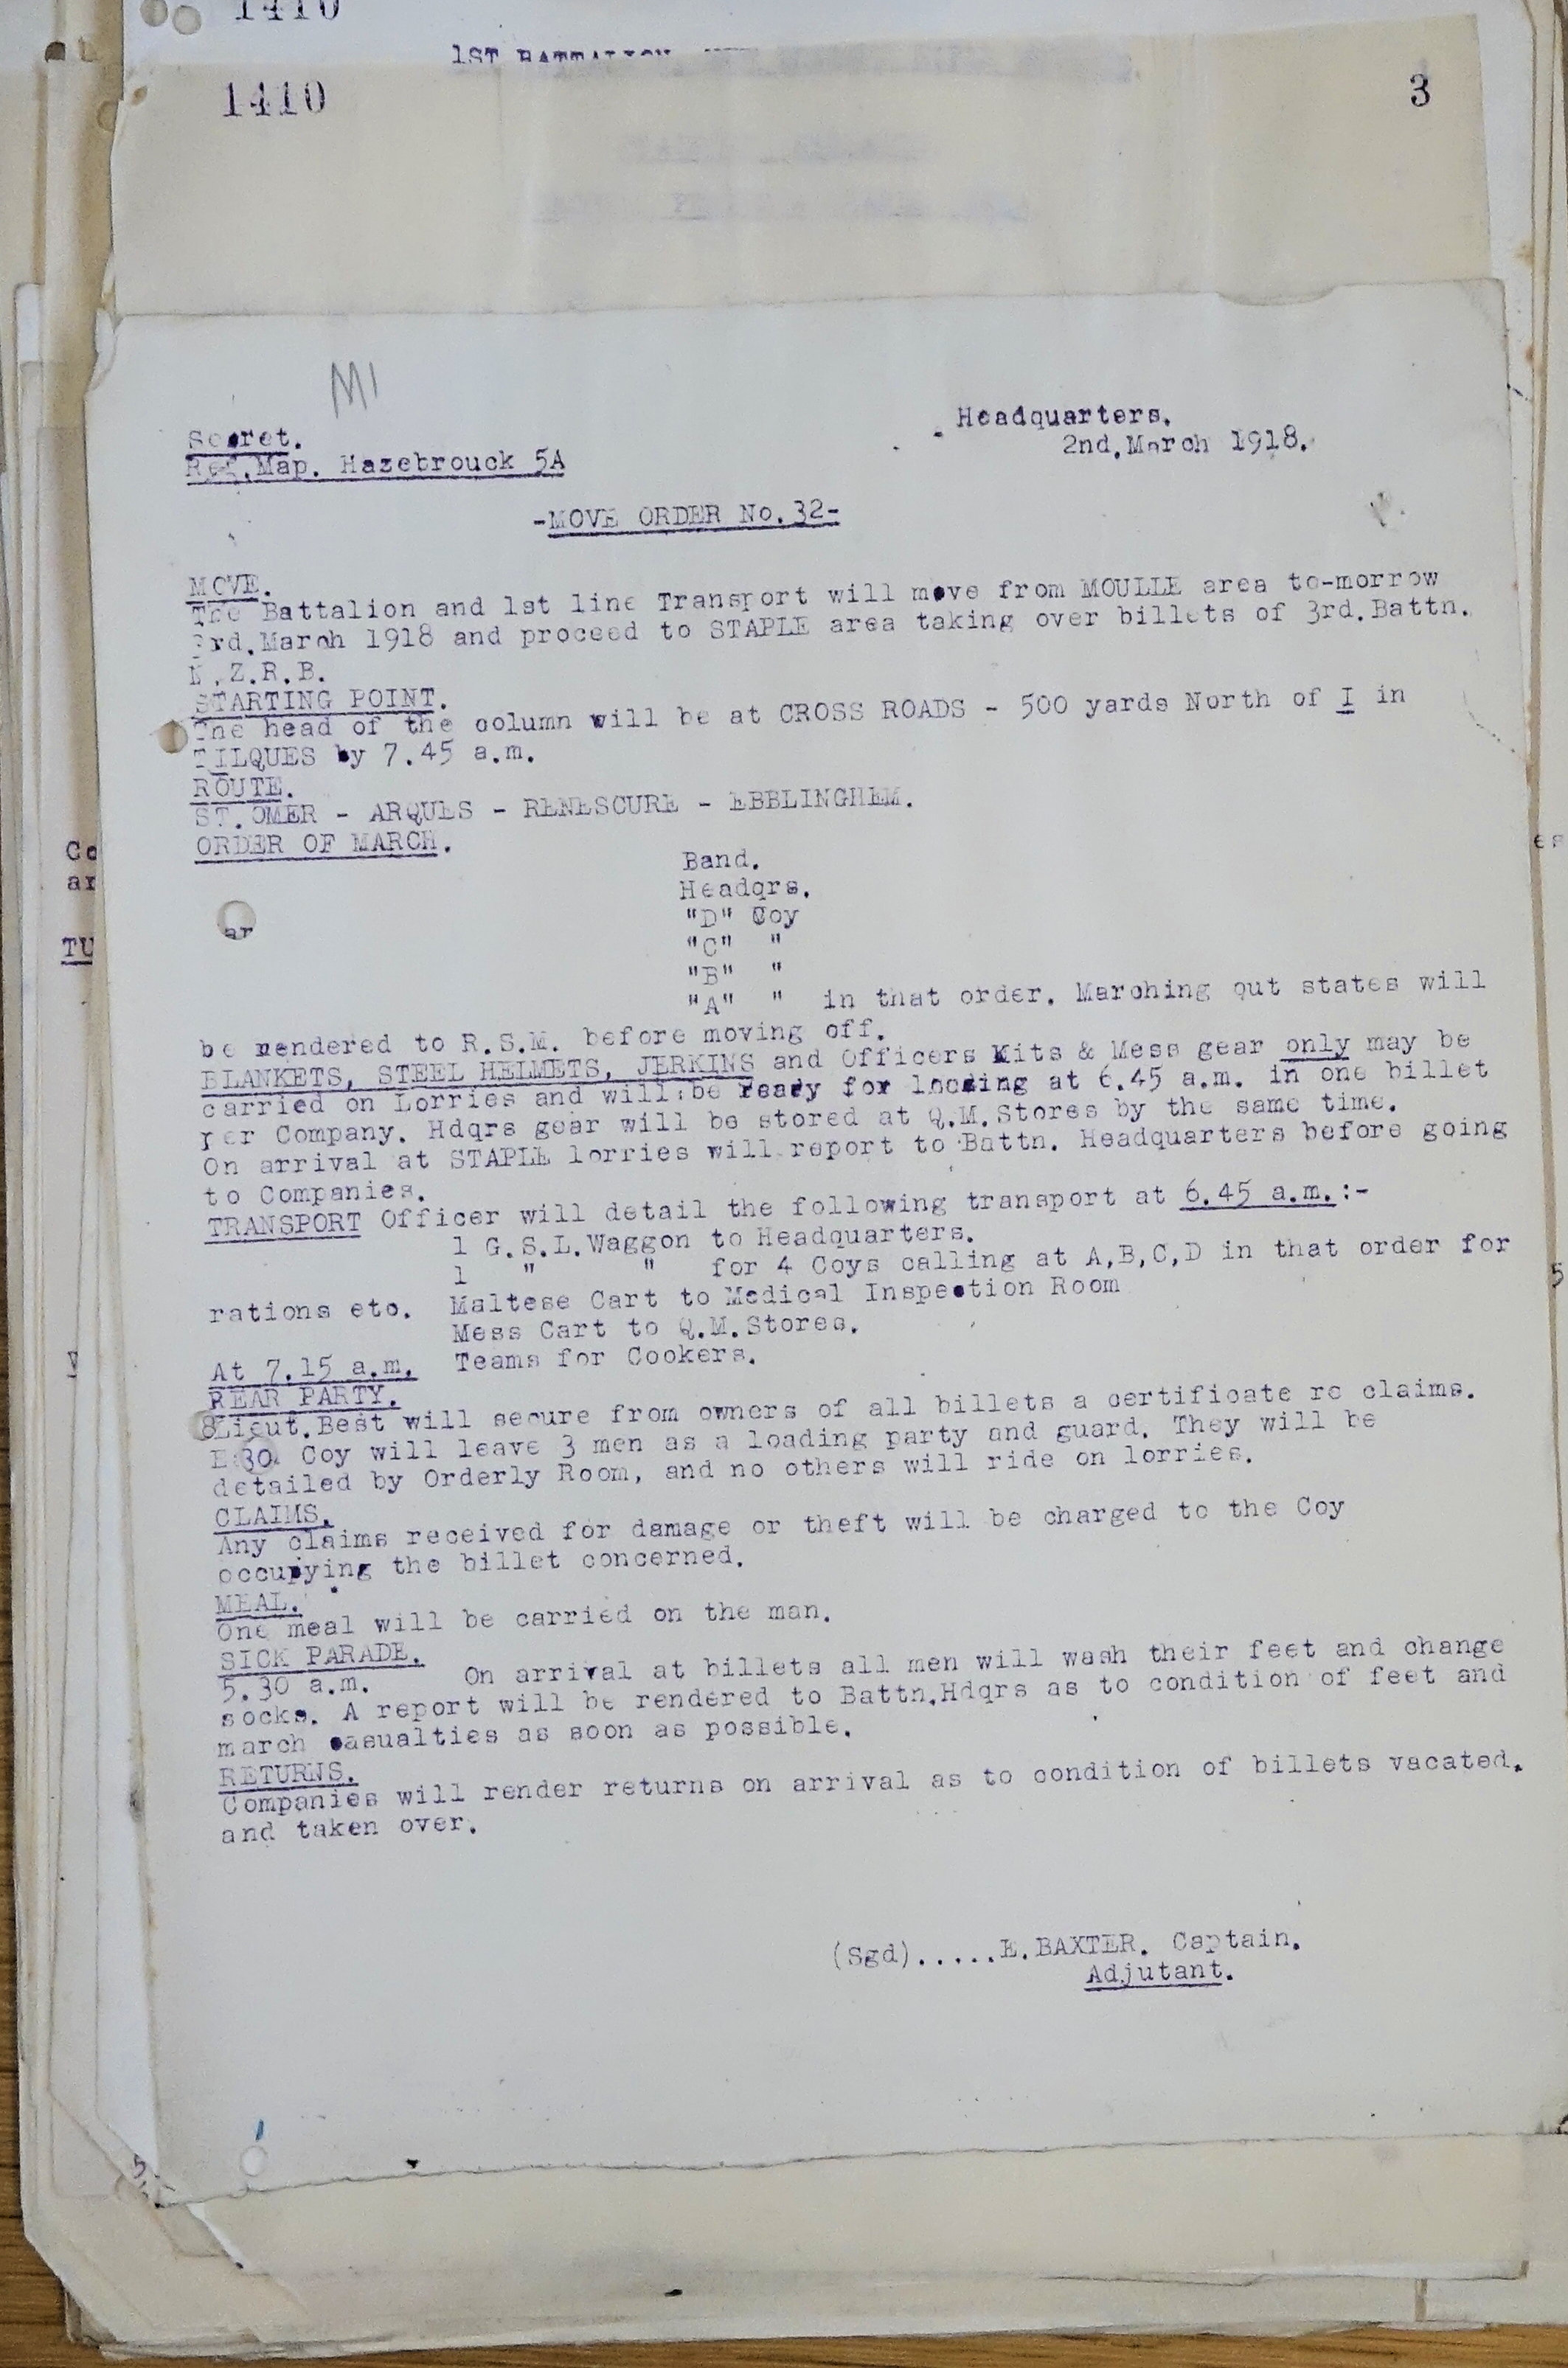 1410
1ST BATTALION
1410
3
M1
Secret.
Headquarters.
Ref.Map. Hazebrouck 5A
2nd.March 1918.
-MOVE ORDER No.32-
MOVE.
The Battalion and 1st line Transport will move from MOULLE area to-morrow
3rd.March 1918 and proceed to STAPLE area taking over billets of 3rd.Battn.
N.Z.R.B.
STARTING POINT.
The head of the column will be at CROSS ROADS - 500 yards North of I in
TILQUES by 7.45 a.m.
ROUTE.
ST.OMER - ARQUES - RENESCURE - EBBLINGHEM.
ORDER OF MARCH.
Band.
Headqrs.
"D" Coy
"C" "
"B" "
"A" " in that order. Marching out states will
be rendered to R.S.M. before moving off.
BLANKETS, STEEL HELMETS, JERKINS and Officers Kits & Mess gear only may be
carried on Lorries and will be ready for loading at 6.45 a.m. in one billet
per Company. Hdqrs gear will be stored at Q.M.Stores by the same time.
On arrival at STAPLE lorries will report to Battn. Headquarters before going
to Companies.
TRANSPORT Officer will detail the following transport at 6.45 a.m.:-
1 G.S.L.Waggon to Headquarters.
1 " " for 4 Coys calling at A,B,C,D in that order for
rations etc. Maltese Cart to Medical Inspection Room
Mess Cart to Q.M.Stores.
At 7.15 a.m. Teams for Cookers.
REAR PARTY.
Lieut.Best will secure from owners of all billets a certificate re claims.
Coy will leave 3 men as a loading party and guard. They will be
detailed by Orderly Room, and no others will ride on lorries.
CLAIMS.
Any claims received for damage or theft will be charged to the Coy
occupying the billet concerned.
MEAL.
One meal will be carried on the man.
SICK PARADE.
5.30 a.m. On arrival at billets all men will wash their feet and change
socks. A report will be rendered to Battn.Hdqrs as to condition of feet and
march casualties as soon as possible.
RETURNS.
Companies will render returns on arrival as to condition of billets vacated.
and taken over.
(Sgd).....E.BAXTER. Captain.
Adjutant.